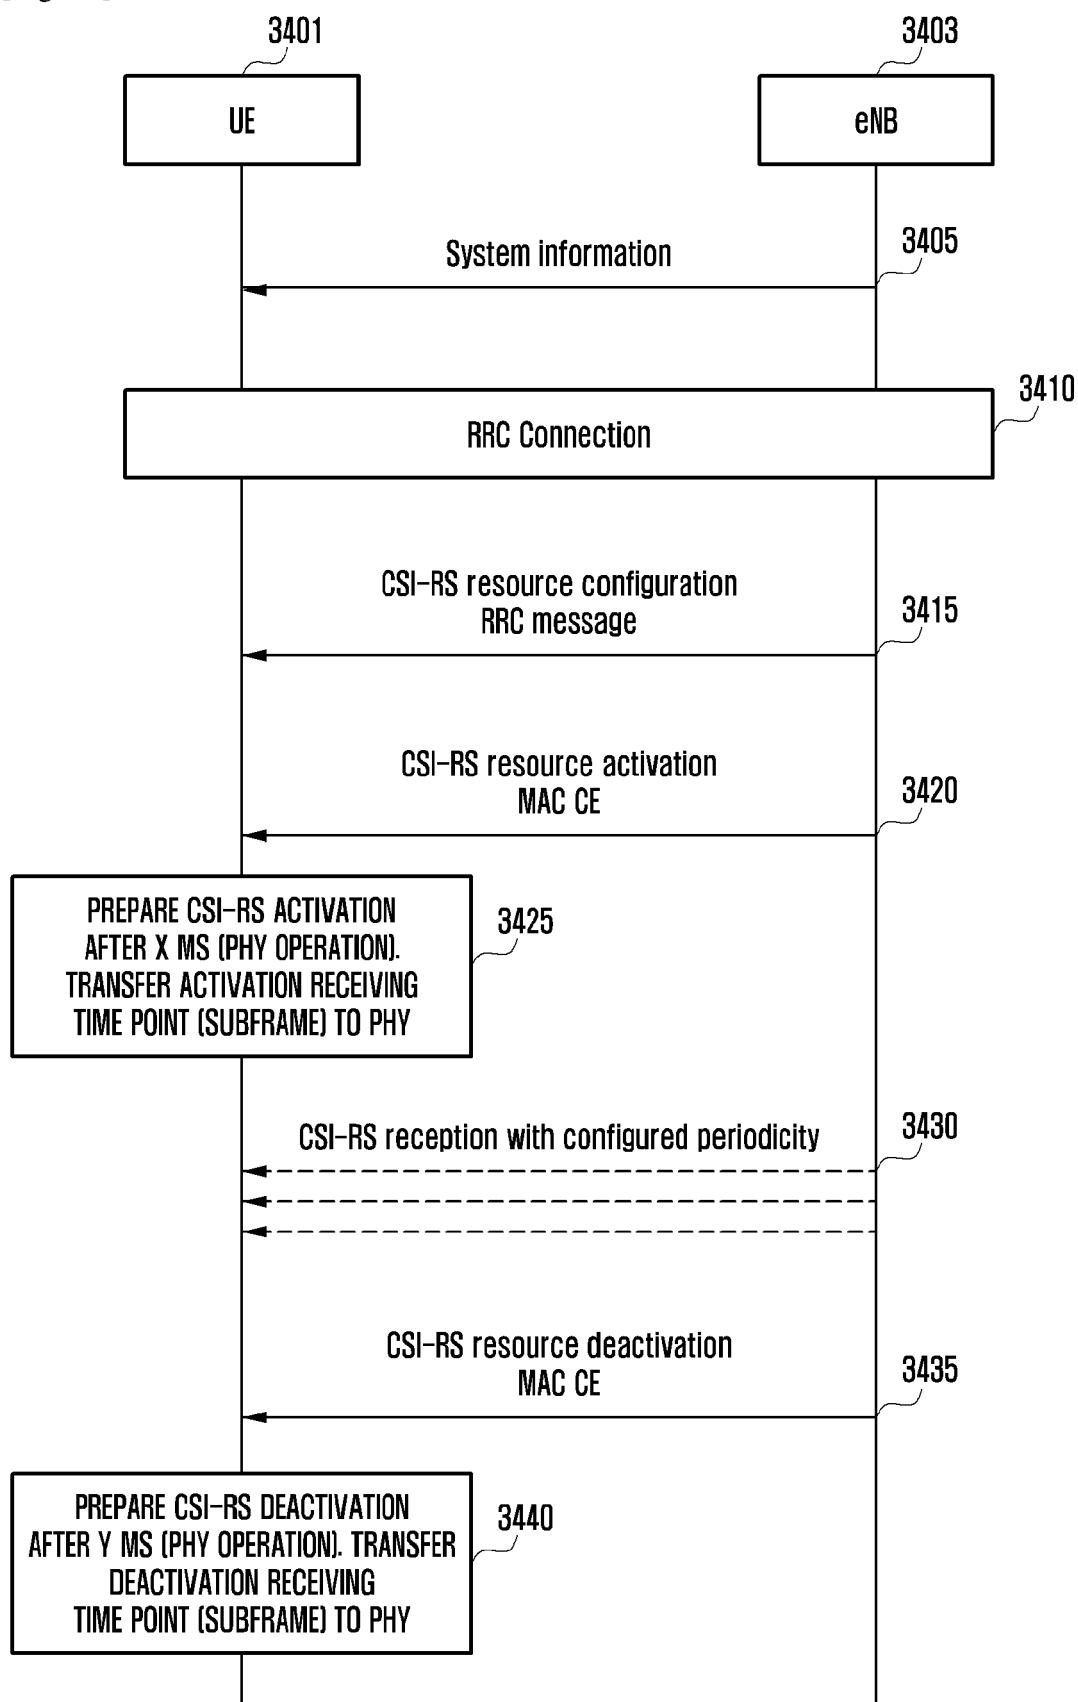 3401
3403
UE
eNB
System information
3405
3410
RRC Connection
CSI-RS resource configuration
RRC message
3415
CSI-RS resource activation
MAC CE
3420
PREPARE CSI-RS ACTIVATION
AFTER X MS (PHY OPERATION).
TRANSFER ACTIVATION RECEIVING
TIME POINT (SUBFRAME) TO PHY
3425
CSI-RS reception with configured periodicity
3430
CSI-RS resource deactivation
MAC CE
3435
PREPARE CSI-RS DEACTIVATION
AFTER Y MS (PHY OPERATION). TRANSFER
DEACTIVATION RECEIVING
TIME POINT (SUBFRAME) TO PHY
3440